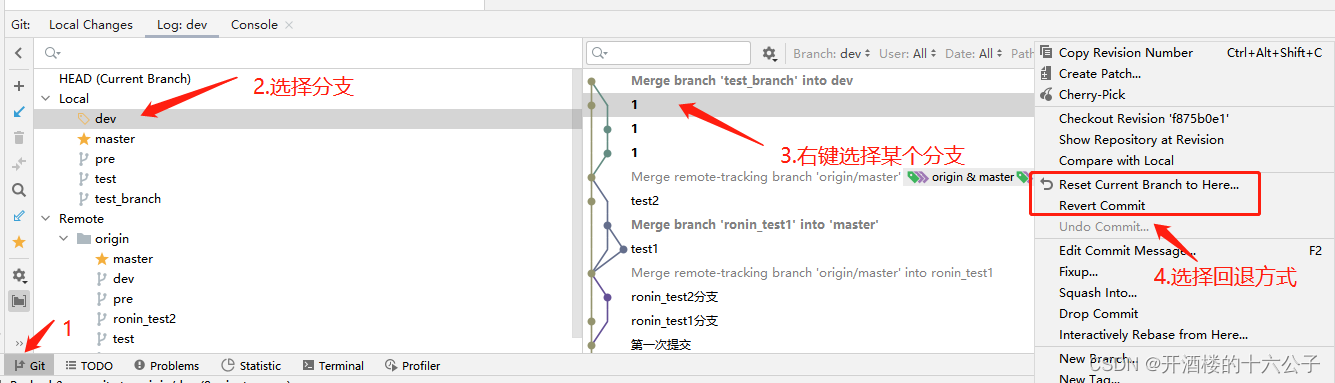 Git: Local Changes Log: dev Console
HEAD (Current Branch)
Local
dev
master
pre
test
test_branch
Remote
origin
master
dev
pre
ronin_test2
test
2.选择分支
1
Branch: dev User: All Date: All Path
Merge branch 'test_branch' into dev
1
1
1
Merge remote-tracking branch 'origin/master' origin & master
test2
Merge branch 'ronin_test1' into 'master'
test1
Merge remote-tracking branch 'origin/master' into ronin_test1
ronin_test2分支
ronin_test1分支
第一次提交
3.右键选择某个分支
Copy Revision Number Ctrl+Alt+Shift+C
Create Patch...
Cherry-Pick
Checkout Revision 'f875b0e1'
Show Repository at Revision
Compare with Local
Reset Current Branch to Here...
Revert Commit
Undo Commit...
Edit Commit Message... F2
Fixup...
Squash Into...
Drop Commit
Interactively Rebase from Here...
New Branch...
New Tag...
4.选择回退方式
Git TODO Problems Statistic Terminal Profiler
CSDN @开酒楼的十六公子